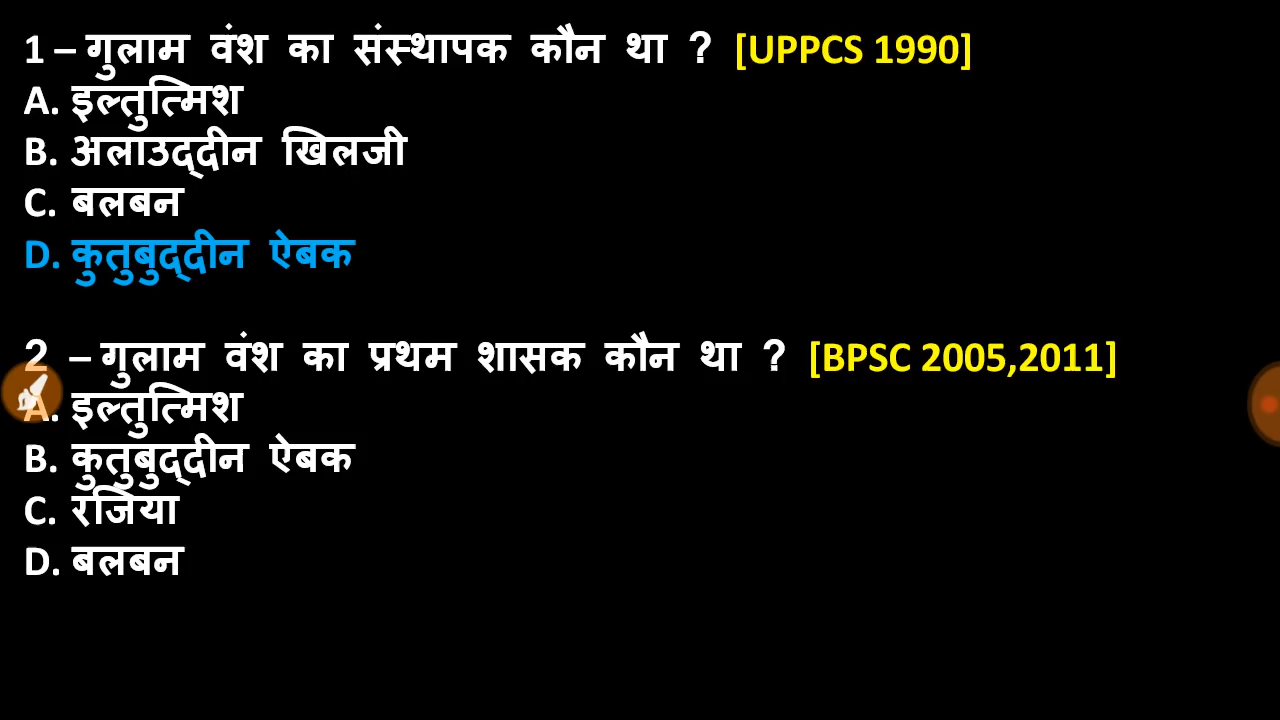 1 – गुलाम वंश का संस्थापक कौन था ? [UPPCS 1990]
A. इल्तुत्मिश
B. अलाउद्दीन खिलजी
C. बलबन
D. कुतुबुद्दीन ऐबक
2 – गुलाम वंश का प्रथम शासक कौन था ? [BPSC 2005,2011]
A. इल्तुत्मिश
B. कुतुबुद्दीन ऐबक
C. रजिया
D. बलबन